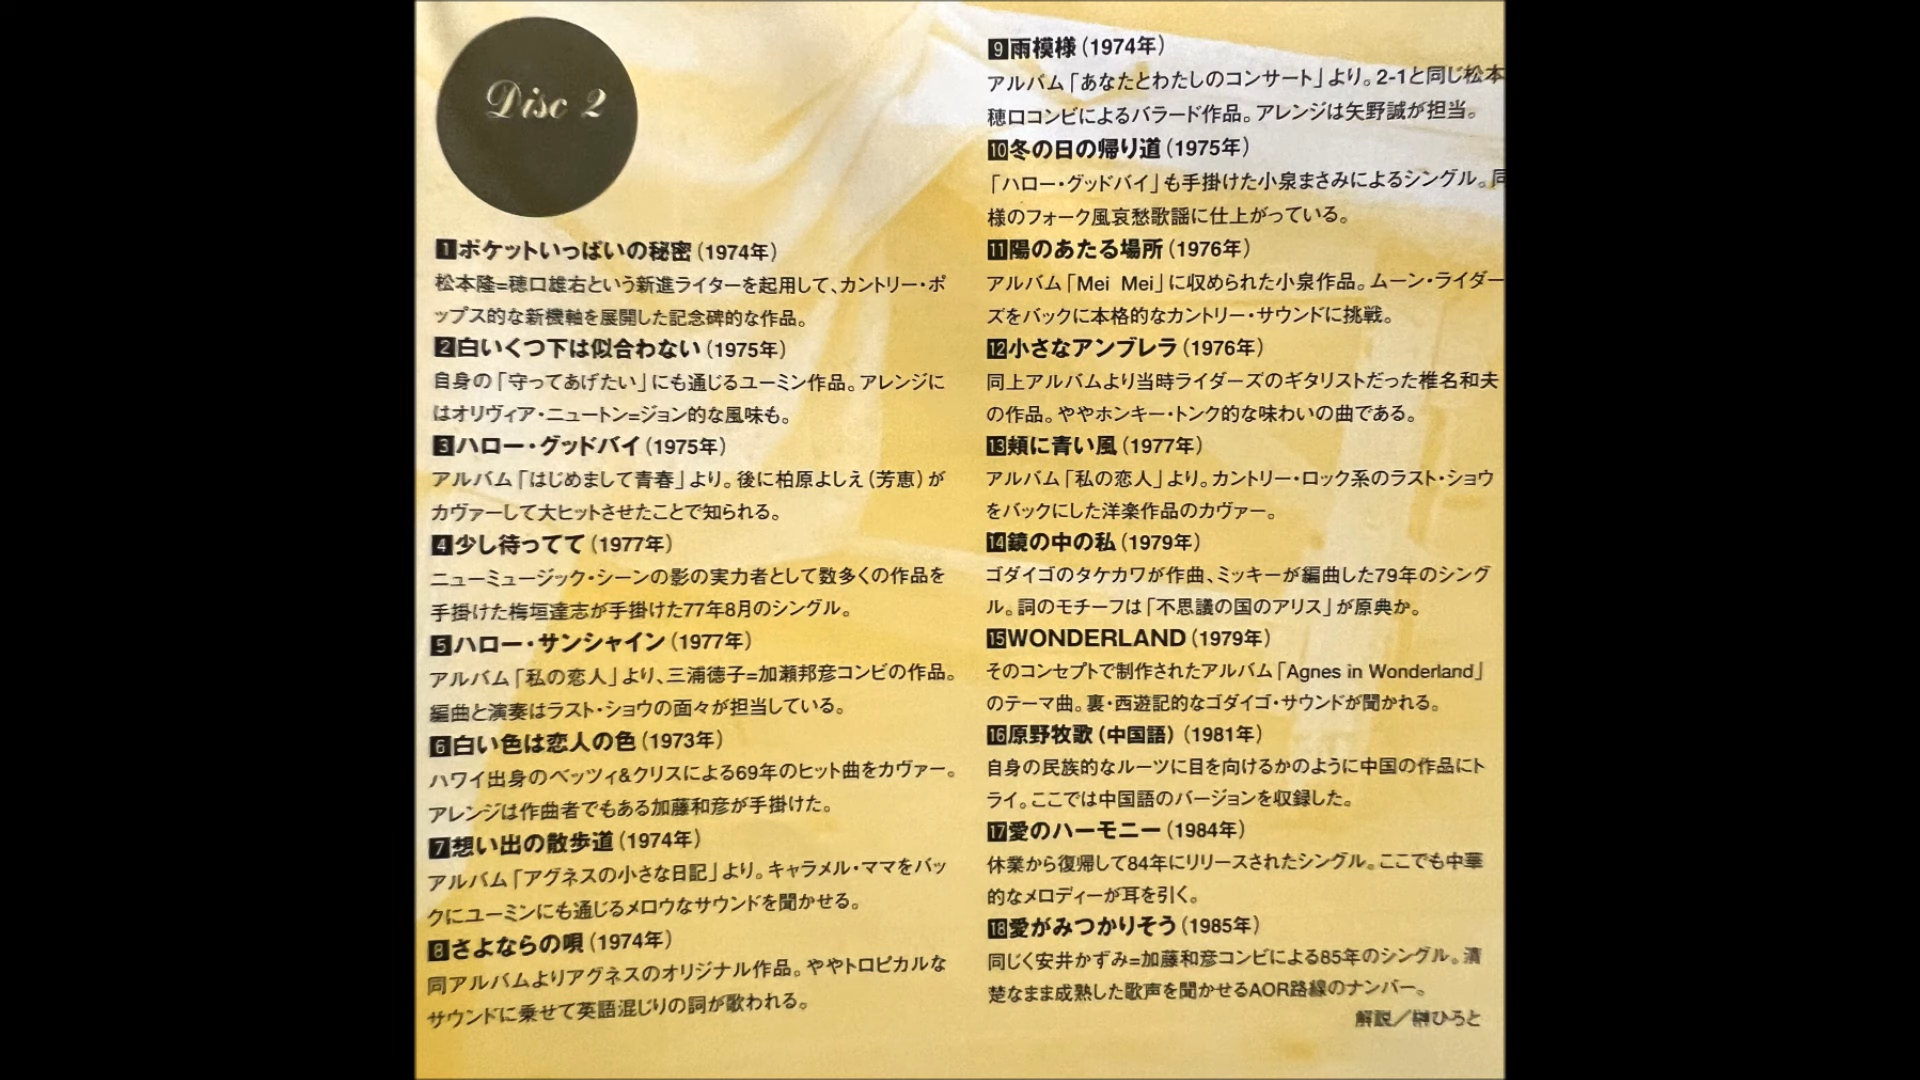 Disc 2
1ポケットいっぱいの秘密(1974年)
松本隆=穂口雄右という新進ライターを起用して、カントリー・ポ
ップス的な新機軸を展開した記念碑的な作品。
2白いくつ下は似合わない(1975年)
自身の「守ってあげたい」にも通じるユーミン作品。アレンジに
はオリヴィア・ニュートン=ジョン的な風味も。
3ハロー・グッドバイ(1975年)
アルバム「はじめまして青春」より。後に柏原よしえ(芳恵)が
カヴァーして大ヒットさせたことで知られる。
4少し待ってて(1977年)
ニューミュージック・シーンの影の実力者として数多くの作品を
手掛けた梅垣達志が手掛けた77年8月のシングル。
5ハロー・サンシャイン(1977年)
アルバム「私の恋人」より、三浦徳子=加瀬邦彦コンビの作品。
編曲と演奏はラスト・ショウの面々が担当している。
6白い色は恋人の色(1973年)
ハワイ出身のベッツィ&クリスによる69年のヒット曲をカヴァー。
アレンジは作曲者でもある加藤和彦が手掛けた。
7想い出の散歩道(1974年)
アルバム「アグネスの小さな日記」より。キャラメル・ママをバッ
クにユーミンにも通じるメロウなサウンドを聞かせる。
8さよならの唄(1974年)
同アルバムよりアグネスのオリジナル作品。ややトロピカルな
サウンドに乗せて英語混じりの詞が歌われる。
9雨模様(1974年)
アルバム「あなたとわたしのコンサート」より。2-1と同じ松本
穂口コンビによるバラード作品。アレンジは矢野誠が担当。
10冬の日の帰り道(1975年)
「ハロー・グッドバイ」も手掛けた小泉まさみによるシングル。同
様のフォーク風哀愁歌謡に仕上がっている。
11陽のあたる場所(1976年)
アルバム「Mei Mei」に収められた小泉作品。ムーン・ライダー
ズをバックに本格的なカントリー・サウンドに挑戦。
12小さなアンブレラ(1976年)
同上アルバムより当時ライダーズのギタリストだった椎名和夫
の作品。ややホンキー・トンク的な味わいの曲である。
13頬に青い風(1977年)
アルバム「私の恋人」より。カントリー・ロック系のラスト・ショウ
をバックにした洋楽作品のカヴァー。
14鏡の中の私(1979年)
ゴダイゴのタケカワが作曲、ミッキーが編曲した79年のシング
ル。詞のモチーフは「不思議の国のアリス」が原典か。
15WONDERLAND(1979年)
そのコンセプトで制作されたアルバム「Agnes in Wonderland」
のテーマ曲。裏・西遊記的なゴダイゴ・サウンドが聞かれる。
16原野牧歌(中国語)(1981年)
自身の民族的なルーツに目を向けるかのように中国の作品にト
ライ。ここでは中国語のバージョンを収録した。
17愛のハーモニー(1984年)
休業から復帰して84年にリリースされたシングル。ここでも中華
的なメロディーが耳を引く。
18愛がみつかりそう(1985年)
同じく安井かずみ=加藤和彦コンビによる85年のシングル。清
楚なまま成熟した歌声を聞かせるAOR路線のナンバー。
解説／榊ひろと